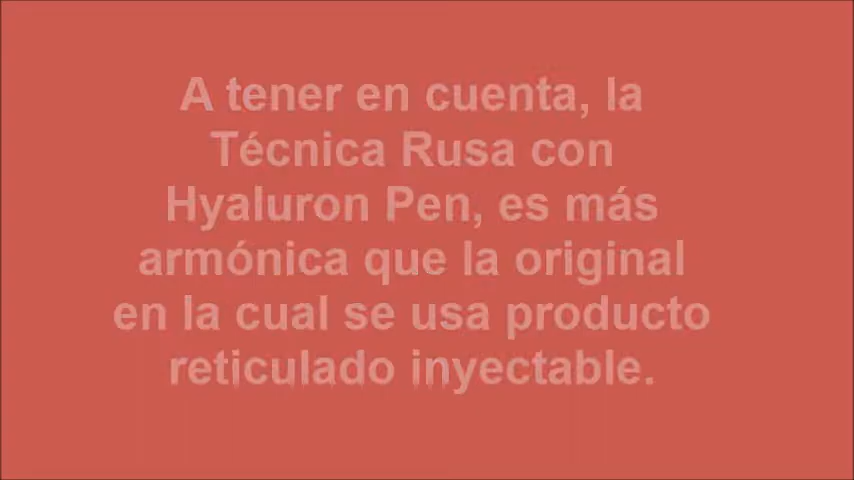 A tener en cuenta, la
Técnica Rusa con
Hyaluron Pen, es más
armónica que la original
en la cual se usa producto
reticulado inyectable.